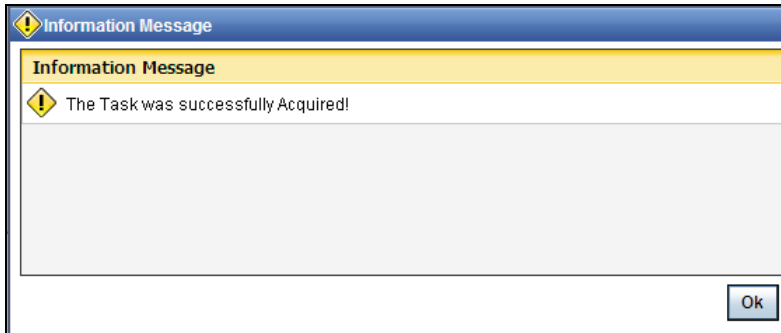 Information Message
Information Message
The Task was successfully Acquired!
Ok